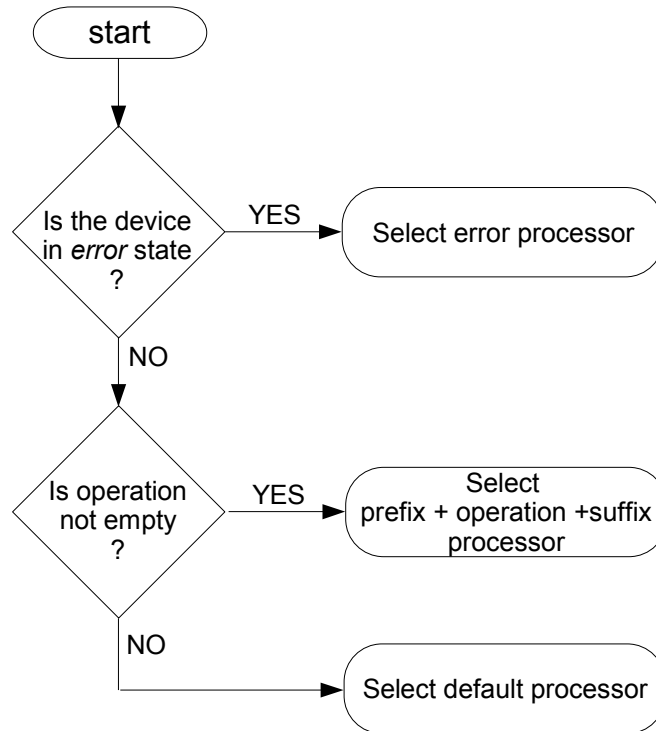 start
Is the device
in error state
?
YES
Select error processor
NO
Is operation
not empty
?
YES
Select
prefix + operation +suffix
processor
NO
Select default processor